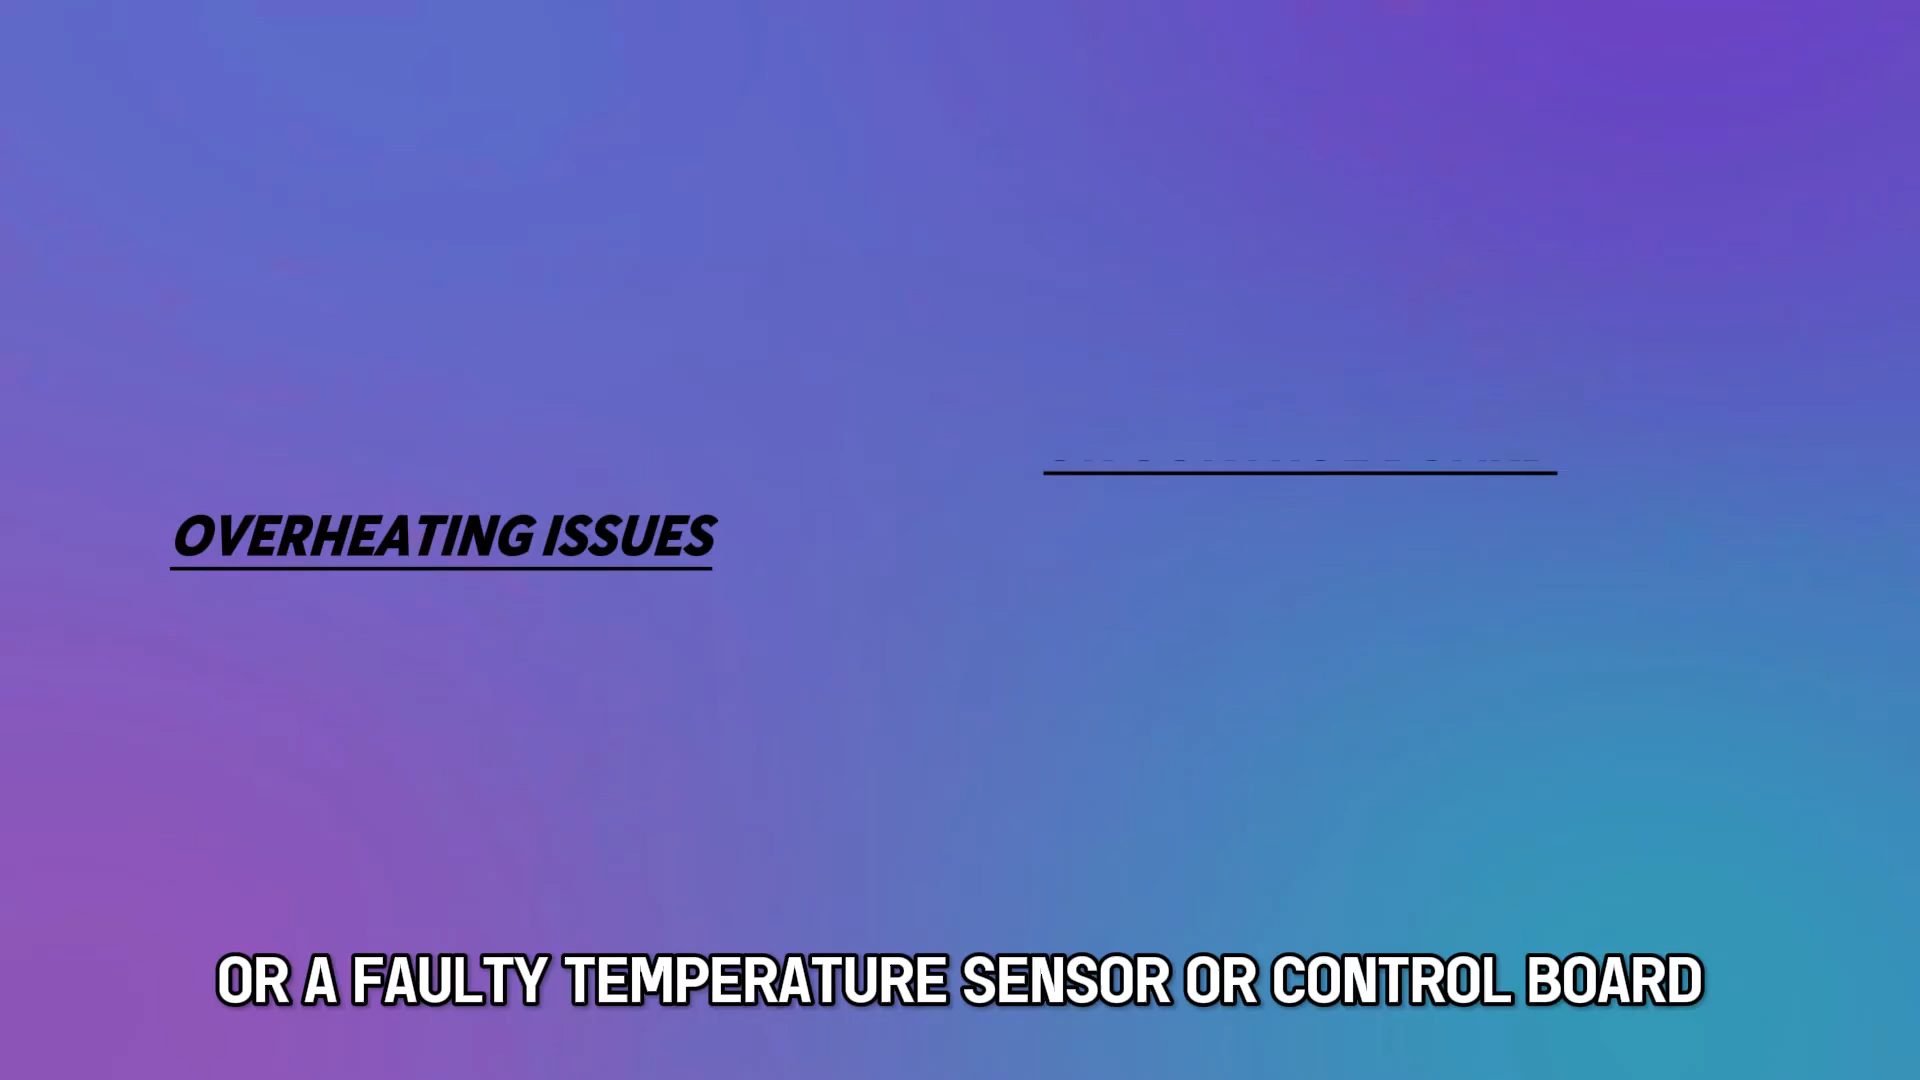 OVERHEATING ISSUES
OR A FAULTY TEMPERATURE SENSOR OR CONTROL BOARD